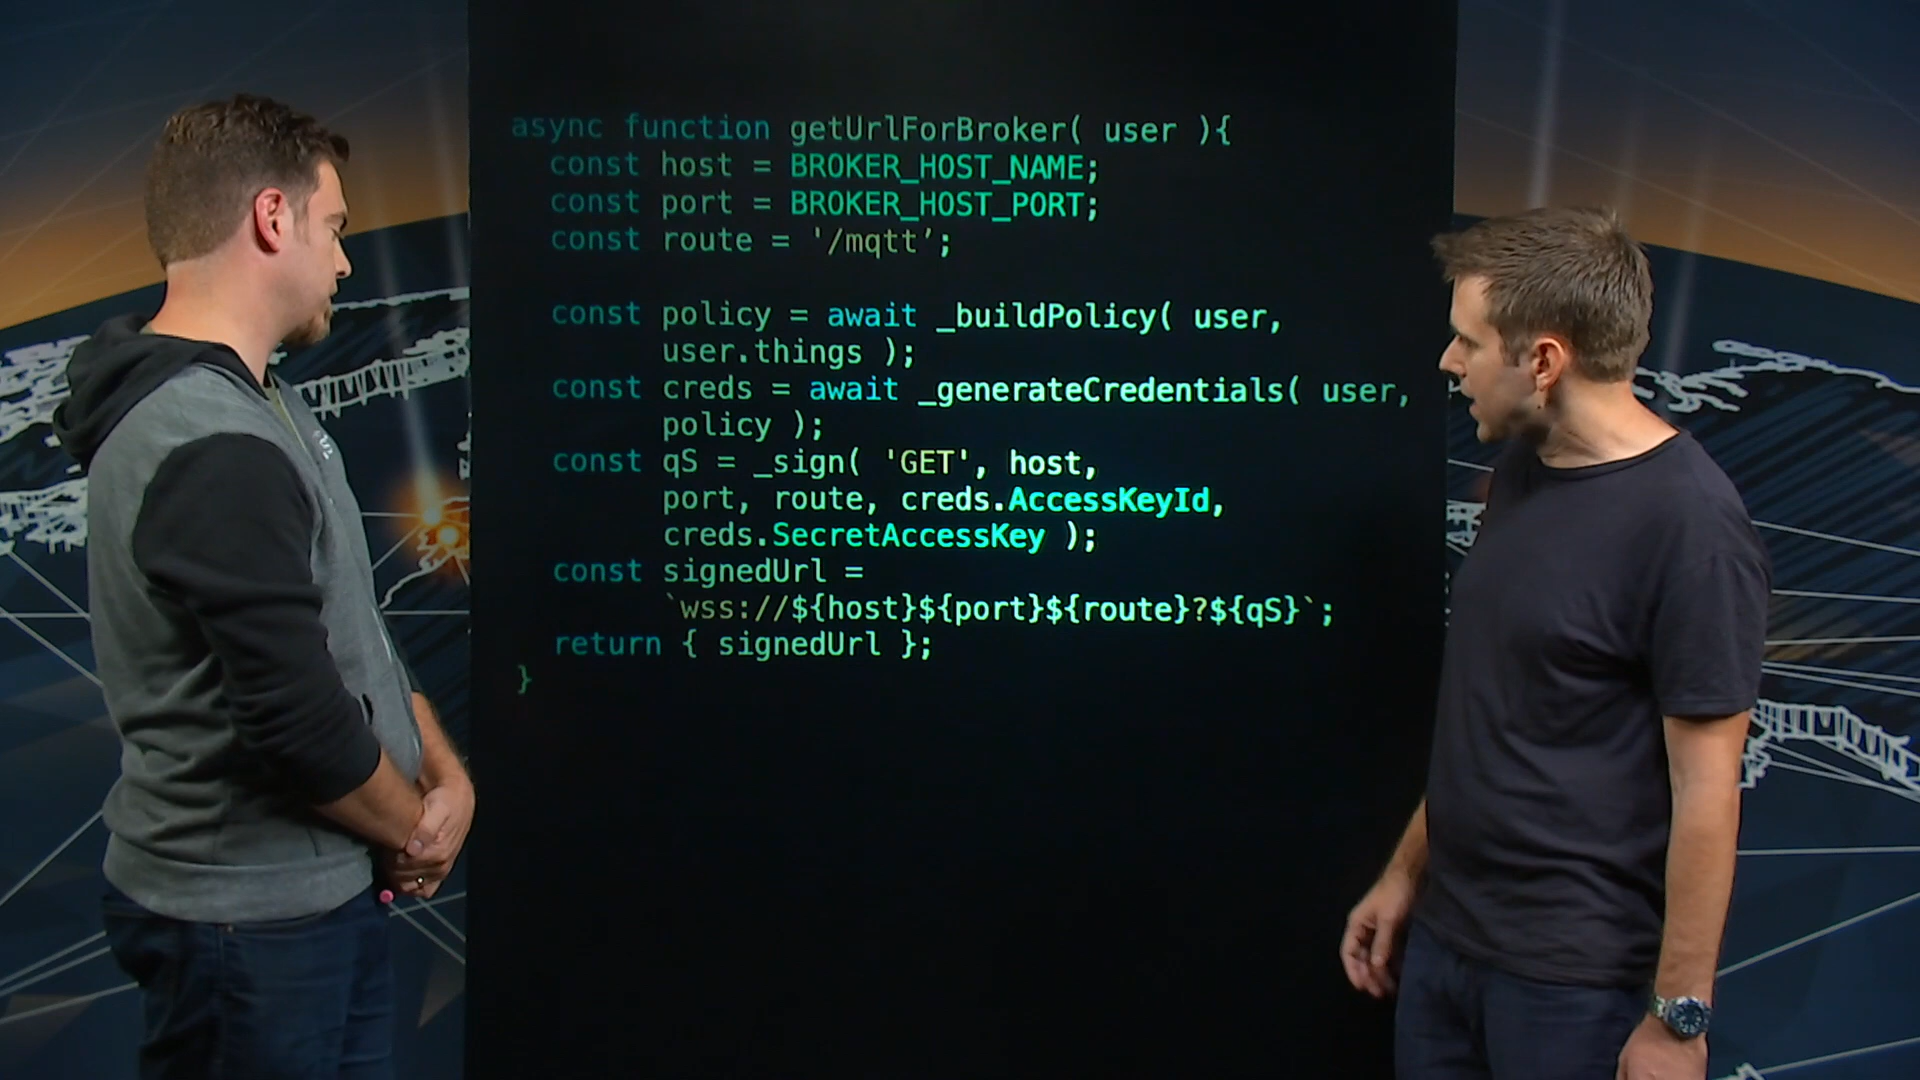 async function getUrlForBroker( user ){
const host = BROKER_HOST_NAME;
const port = BROKER_HOST_PORT;
const route = '/mqtt’;
const policy = await _buildPolicy( user,
user.things );
const creds = await _generateCredentials( user,
policy );
const qS = _sign( 'GET', host,
port, route, creds.AccessKeyId,
creds.SecretAccessKey );
const signedUrl =
`wss://${host}${port}${route}?${qS}`;
return { signedUrl };
}